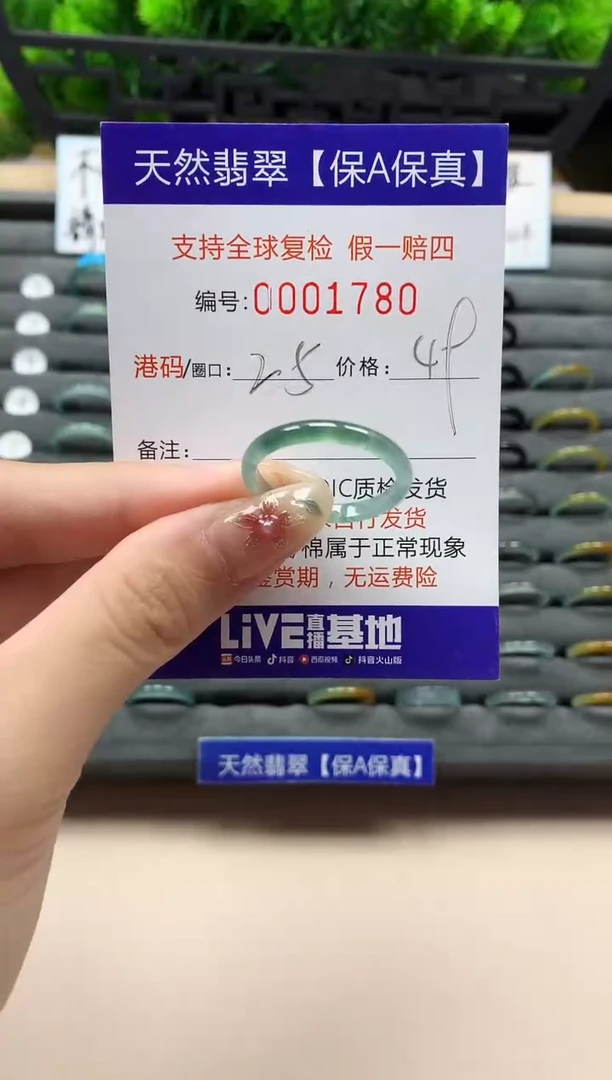 天然翡翠【保A保真】
支持全球复检 假一赔四
编号:0001780
港码/圈口: 25 价格:
备注:
IC质检发货
行发货
棉属于正常现象
赏期，无运费险
LiVE直播基地
今日头条 抖音 西瓜视频 抖音火山版
天然翡翠【保A保真】